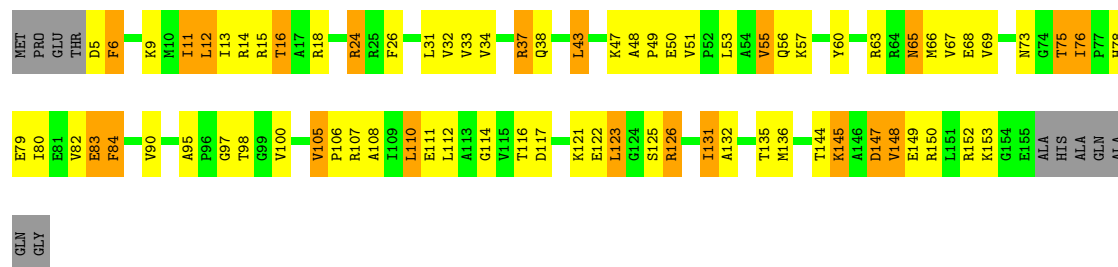 MET PRO GLU THR D5 F6 K9 M10 I11 L12 I13 R14 R15 T16 A17 R18 R24 R25 F26 L31 V32 V33 V34 R37 Q38 L43 K47 A48 P49 E50 V51 P52 L53 A54 V55 Q56 K57 Y60 R63 R64 N65 M66 V67 E68 V69 N73 G74 T75 I76 P77 H78
E79 I80 E81 V82 E83 F84 V90 A95 P96 G97 T98 G99 V100 V105 P106 R107 A108 I109 L110 E111 L112 A113 G114 V115 T116 D117 K121 E122 L123 G124 S125 R126 I131 A132 T135 M136 T144 K145 A146 D147 V148 E149 R150 L151 R152 K153 G154 E155 ALA HIS ALA GLN ALA
GLN GLY